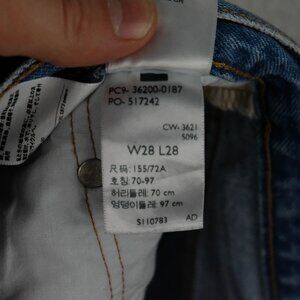 PC9- 36200-0187
PO- 517242
CW- 3621
5096
W28 L28
尺码: 155/72A
호칭: 70-97
허리둘레: 70 cm
엉덩이둘레: 97 cm
S110783 AD